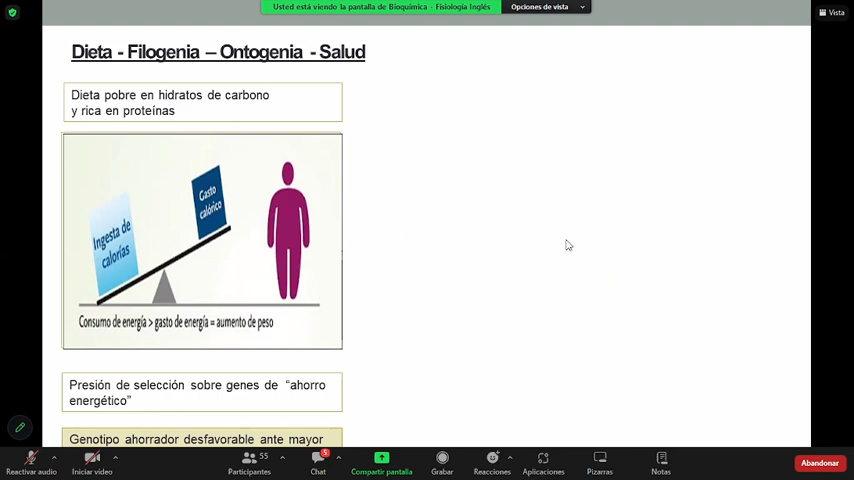 Usted está viendo la pantalla de Bioquímica - Fisiología Inglés
Opciones de vista
Vista
Dieta - Filogenia – Ontogenia - Salud
Dieta pobre en hidratos de carbono
y rica en proteínas
Ingesta de
calorías
Gasto
calórico
Consumo de energía > gasto de energía = aumento de peso
Presión de selección sobre genes de “ahorro
energético”
Genotipo ahorrador desfavorable ante mayor
Reactivar audio
Iniciar video
55
Participantes
5
Chat
Compartir pantalla
Grabar
Reacciones
Aplicaciones
Pizarras
Notas
Abandonar